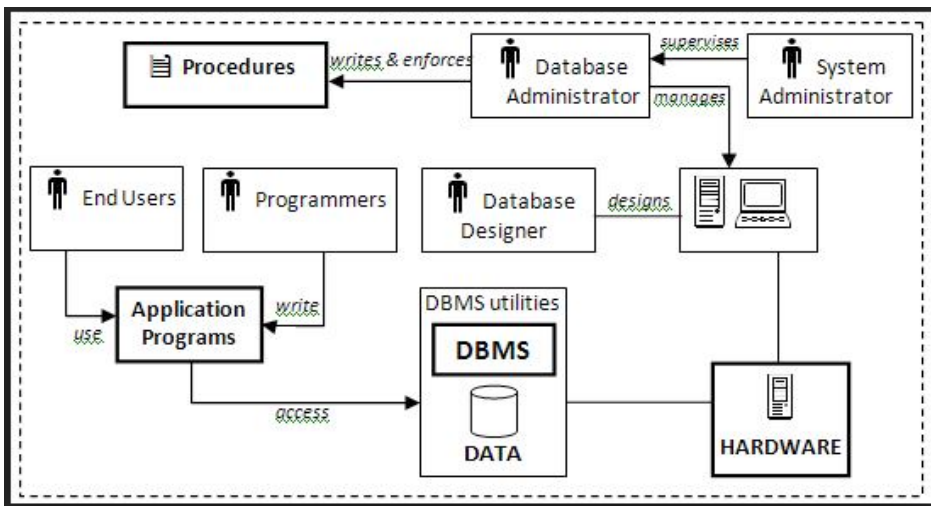 Procedures
writes & enforces
Database
Administrator
supervises
System
Administrator
manages
End Users
Programmers
Database
Designer
designs
Application
Programs
use
write
DBMS utilities
DBMS
DATA
access
HARDWARE